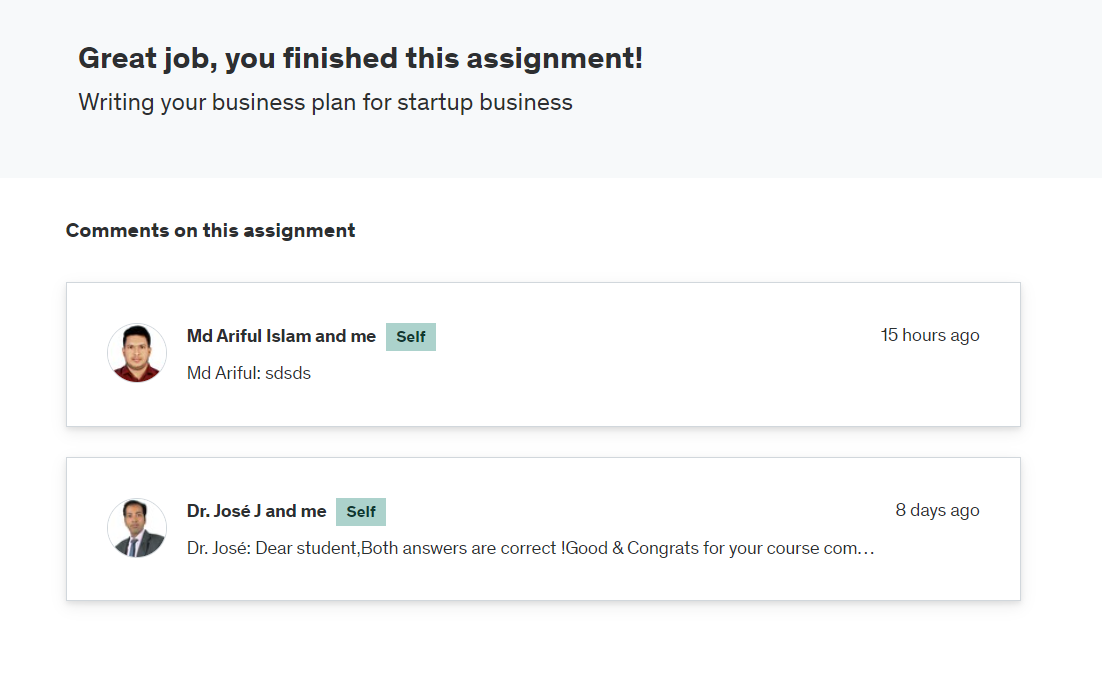 Great job, you finished this assignment!
Writing your business plan for startup business
Comments on this assignment
Md Ariful Islam and me Self 15 hours ago
Md Ariful: sdsds
Dr. José J and me Self 8 days ago
Dr. José: Dear student,Both answers are correct !Good & Congrats for your course com…